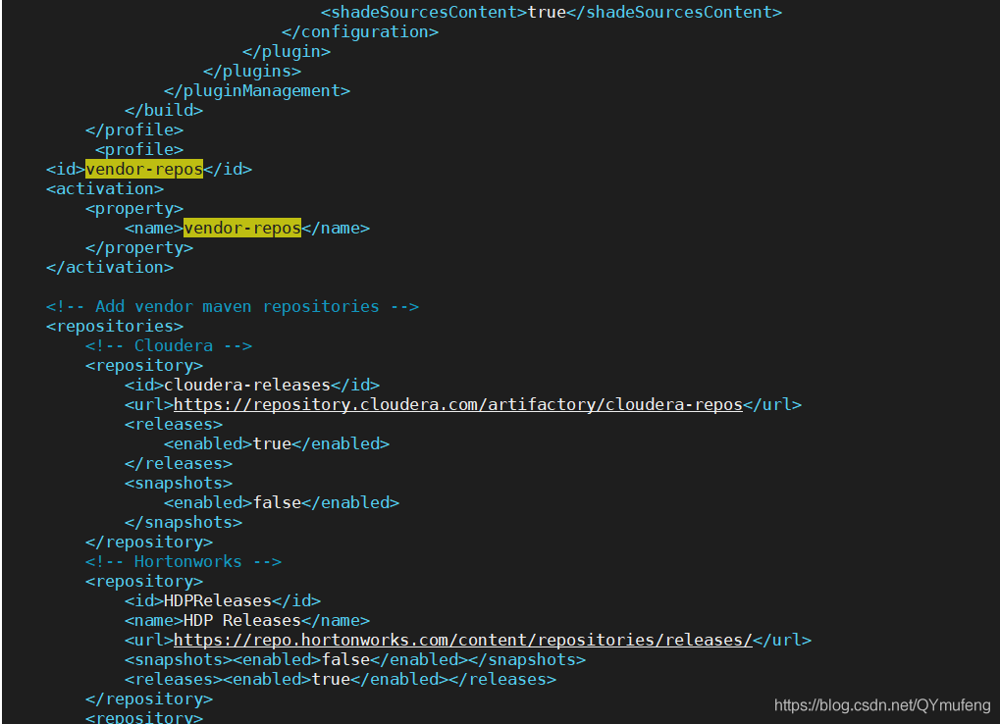 <shadeSourcesContent>true</shadeSourcesContent>
</configuration>
</plugin>
</plugins>
</pluginManagement>
</build>
</profile>
<profile>
<id>vendor-repos</id>
<activation>
<property>
<name>vendor-repos</name>
</property>
</activation>
<!-- Add vendor maven repositories -->
<repositories>
<!-- Cloudera -->
<repository>
<id>cloudera-releases</id>
<url>https://repository.cloudera.com/artifactory/cloudera-repos</url>
<releases>
<enabled>true</enabled>
</releases>
<snapshots>
<enabled>false</enabled>
</snapshots>
</repository>
<!-- Hortonworks -->
<repository>
<id>HDPReleases</id>
<name>HDP Releases</name>
<url>https://repo.hortonworks.com/content/repositories/releases/</url>
<snapshots><enabled>false</enabled></snapshots>
<releases><enabled>true</enabled></releases>
</repository>
<repository>
https://blog.csdn.net/QYmufeng